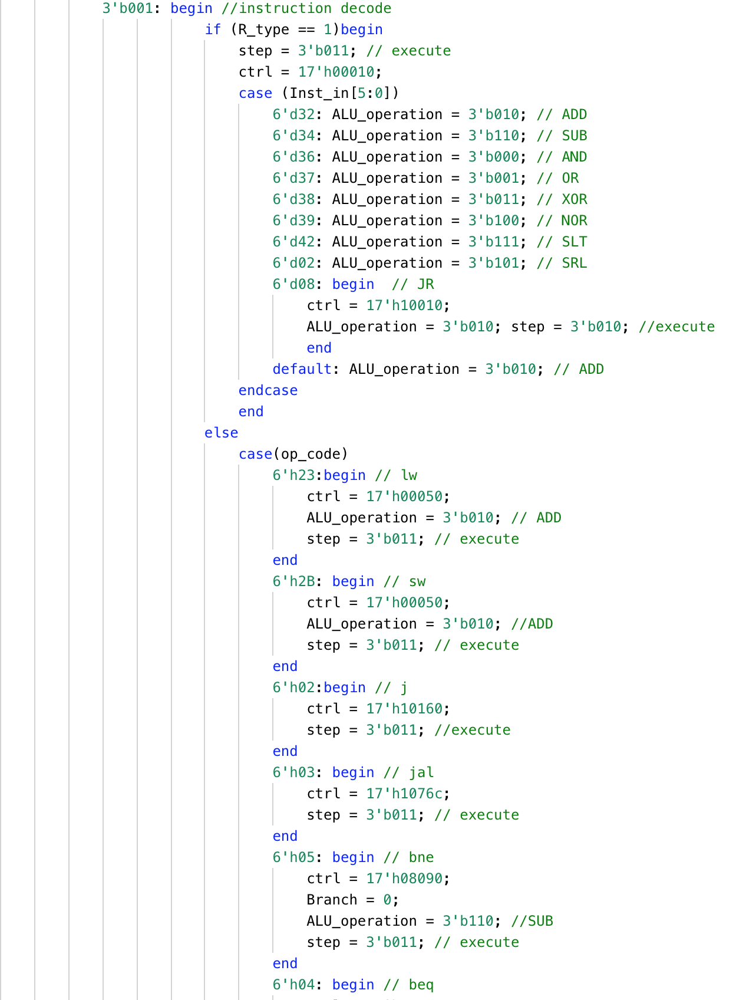 3'b001: begin //instruction decode
if (R_type == 1)begin
step = 3'b011; // execute
ctrl = 17'h00010;
case (Inst_in[5:0])
6'd32: ALU_operation = 3'b010; // ADD
6'd34: ALU_operation = 3'b110; // SUB
6'd36: ALU_operation = 3'b000; // AND
6'd37: ALU_operation = 3'b001; // OR
6'd38: ALU_operation = 3'b011; // XOR
6'd39: ALU_operation = 3'b100; // NOR
6'd42: ALU_operation = 3'b111; // SLT
6'd02: ALU_operation = 3'b101; // SRL
6'd08: begin  // JR
ctrl = 17'h10010;
ALU_operation = 3'b010; step = 3'b010; //execute
end
default: ALU_operation = 3'b010; // ADD
endcase
end
else
case(op_code)
6'h23:begin // lw
ctrl = 17'h00050;
ALU_operation = 3'b010; // ADD
step = 3'b011; // execute
end
6'h2B: begin // sw
ctrl = 17'h00050;
ALU_operation = 3'b010; //ADD
step = 3'b011; // execute
end
6'h02:begin // j
ctrl = 17'h10160;
step = 3'b011; //execute
end
6'h03: begin // jal
ctrl = 17'h1076c;
step = 3'b011; // execute
end
6'h05: begin // bne
ctrl = 17'h08090;
Branch = 0;
ALU_operation = 3'b110; //SUB
step = 3'b011; // execute
end
6'h04: begin // beq